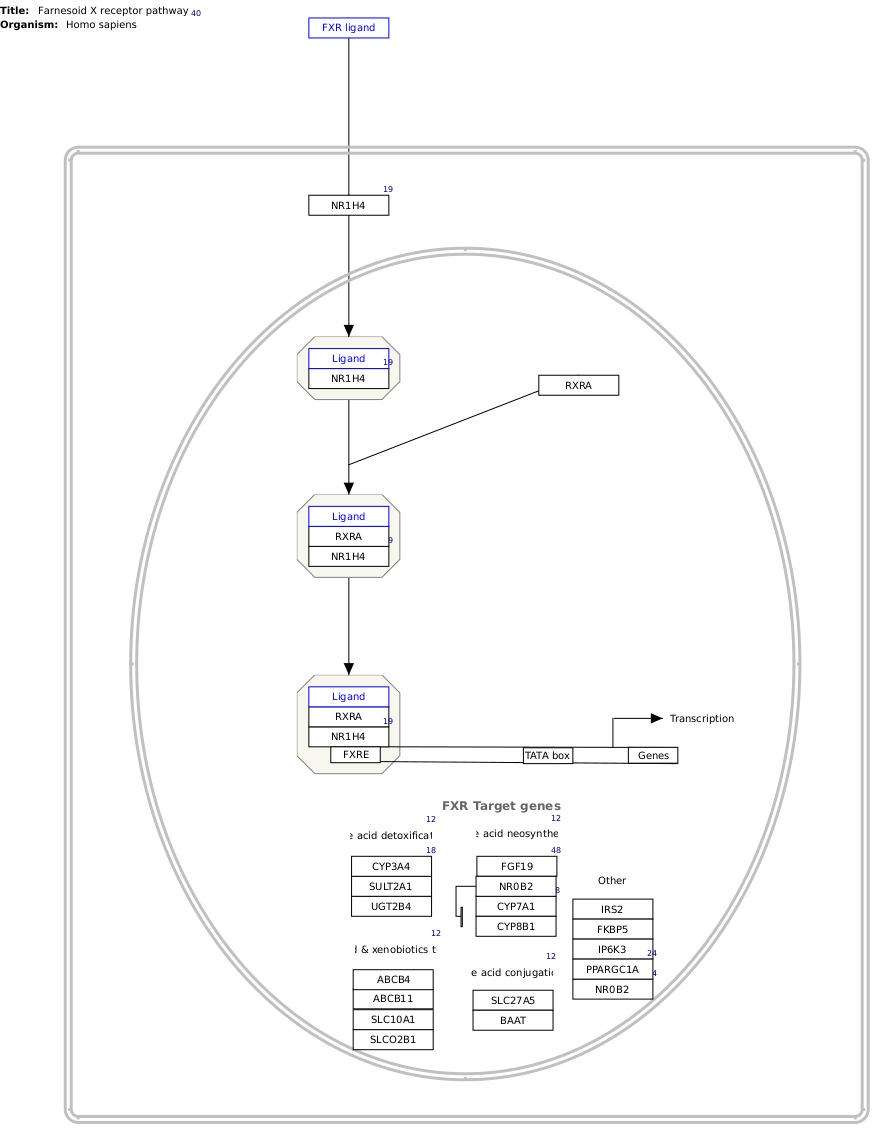 Title: Farnesoid X receptor pathway 40
Organism: Homo sapiens
FXR ligand
19
NR1H4
Ligand
19
NR1H4
RXRA
Ligand
RXRA
9
NR1H4
Ligand
RXRA
19
NR1H4
FXRE
TATA box
Genes
Transcription
FXR Target genes
12
acid detoxificat
18
CYP3A4
SULT2A1
UGT2B4
12
acid neosynthe
48
FGF19
NR0B2
8
CYP7A1
CYP8B1
Other
IRS2
FKBP5
IP6K3
24
PPARGC1A
4
NR0B2
12
& xenobiotics t
ABCB4
ABCB11
SLC10A1
SLCO2B1
12
e acid conjugatio
SLC27A5
BAAT